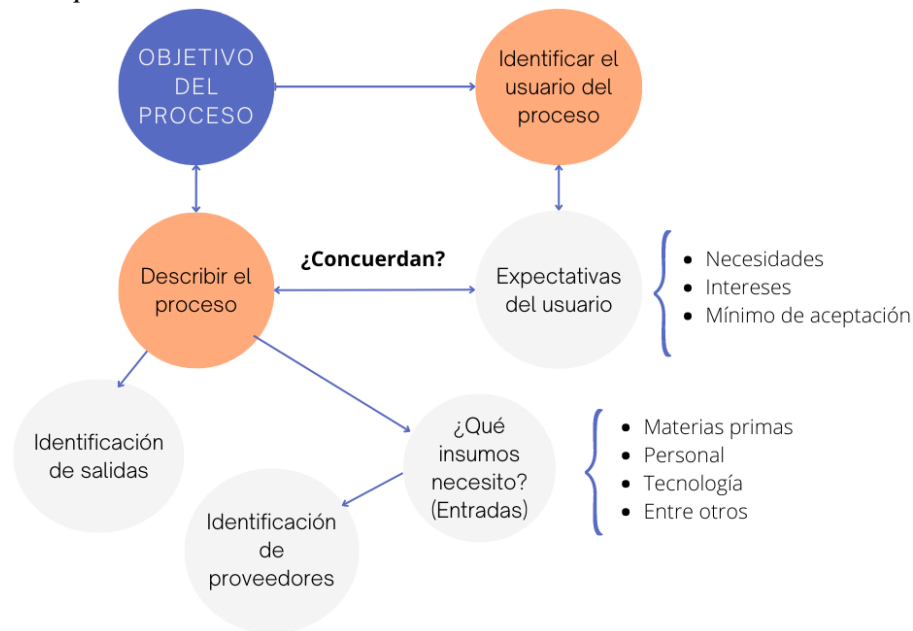 OBJETIVO
DEL
PROCESO
Identificar el
usuario del
proceso
¿Concuerdan?
Describir el
proceso
Expectativas
del usuario
• Necesidades
• Intereses
• Mínimo de aceptación
Identificación
de salidas
¿Qué
insumos
necesito?
(Entradas)
• Materias primas
• Personal
• Tecnología
• Entre otros
Identificación
de
proveedores